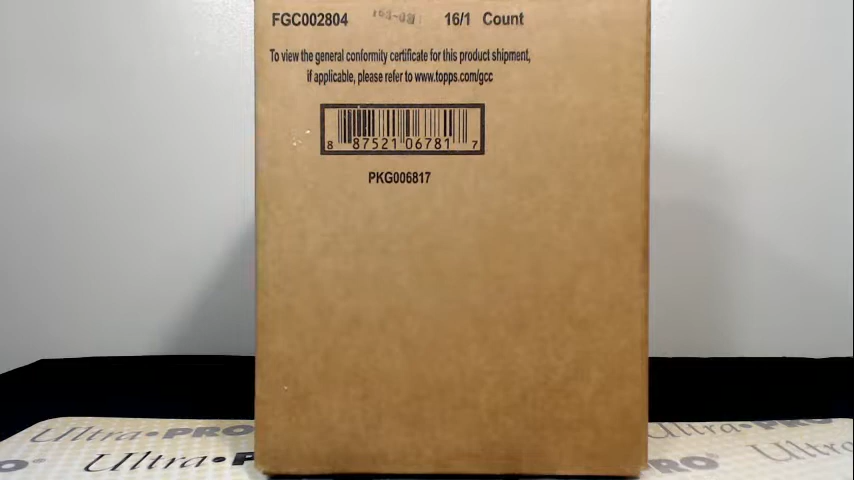 FGC002804 16/1 Count
To view the general conformity certificate for this product shipment,
if applicable, please refer to www.topps.com/gcc
8 87521 06781 7
PKG006817
Ultra•PRO
Ultra•P
Ultra•PRO
Ultra
PRO